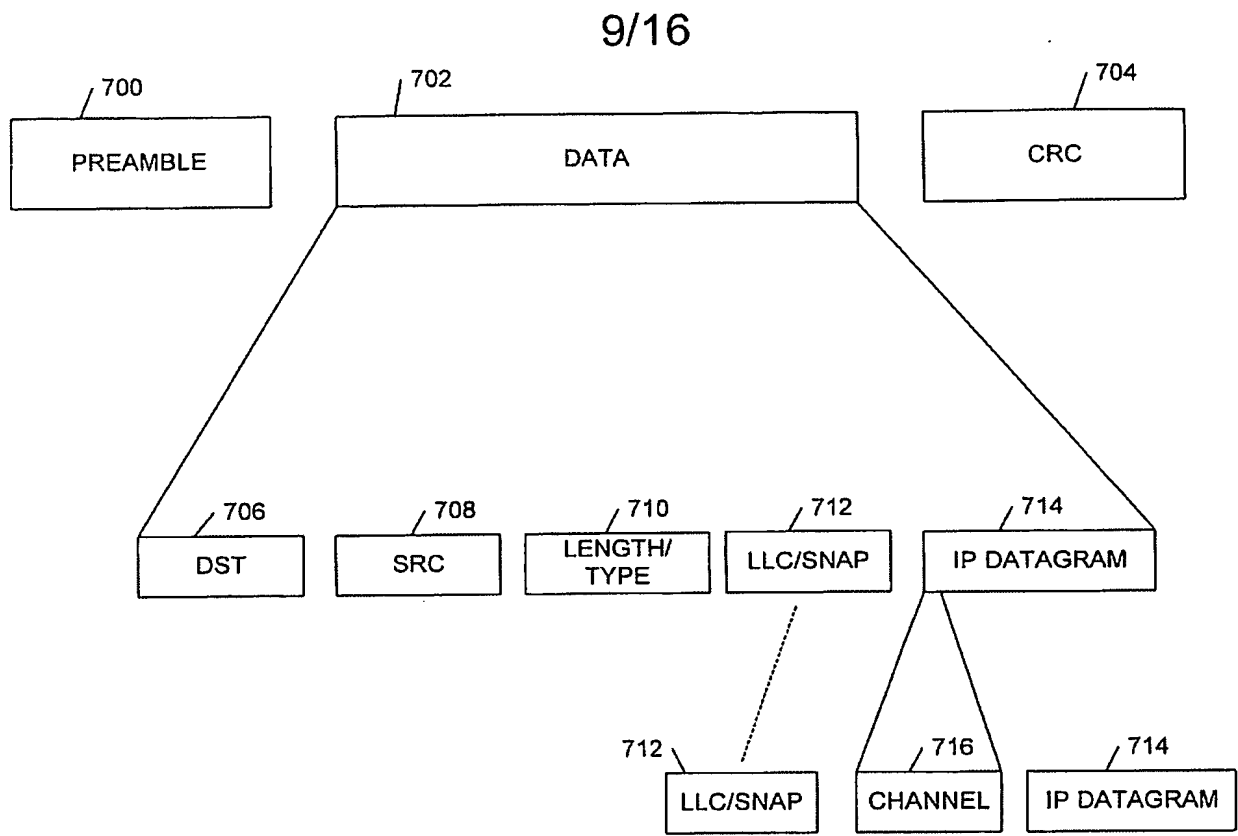 9/16
700
702
704
PREAMBLE
DATA
CRC
706
708
710
712
714
DST
SRC
LENGTH/
TYPE
LLC/SNAP
IP DATAGRAM
712
716
714
LLC/SNAP
CHANNEL
IP DATAGRAM